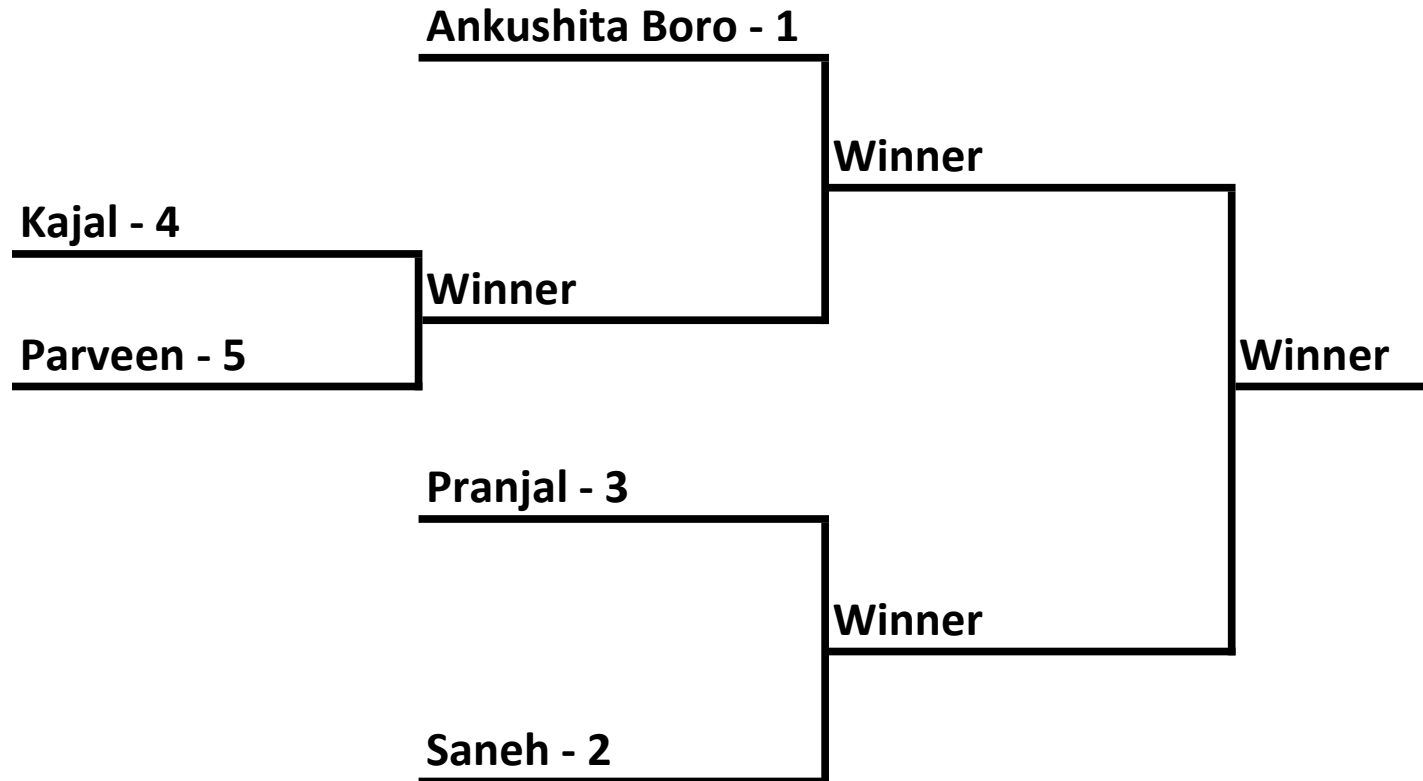 Ankushita Boro - 1
Winner
Kajal - 4
Winner
Parveen - 5
Winner
Pranjal - 3
Winner
Saneh - 2